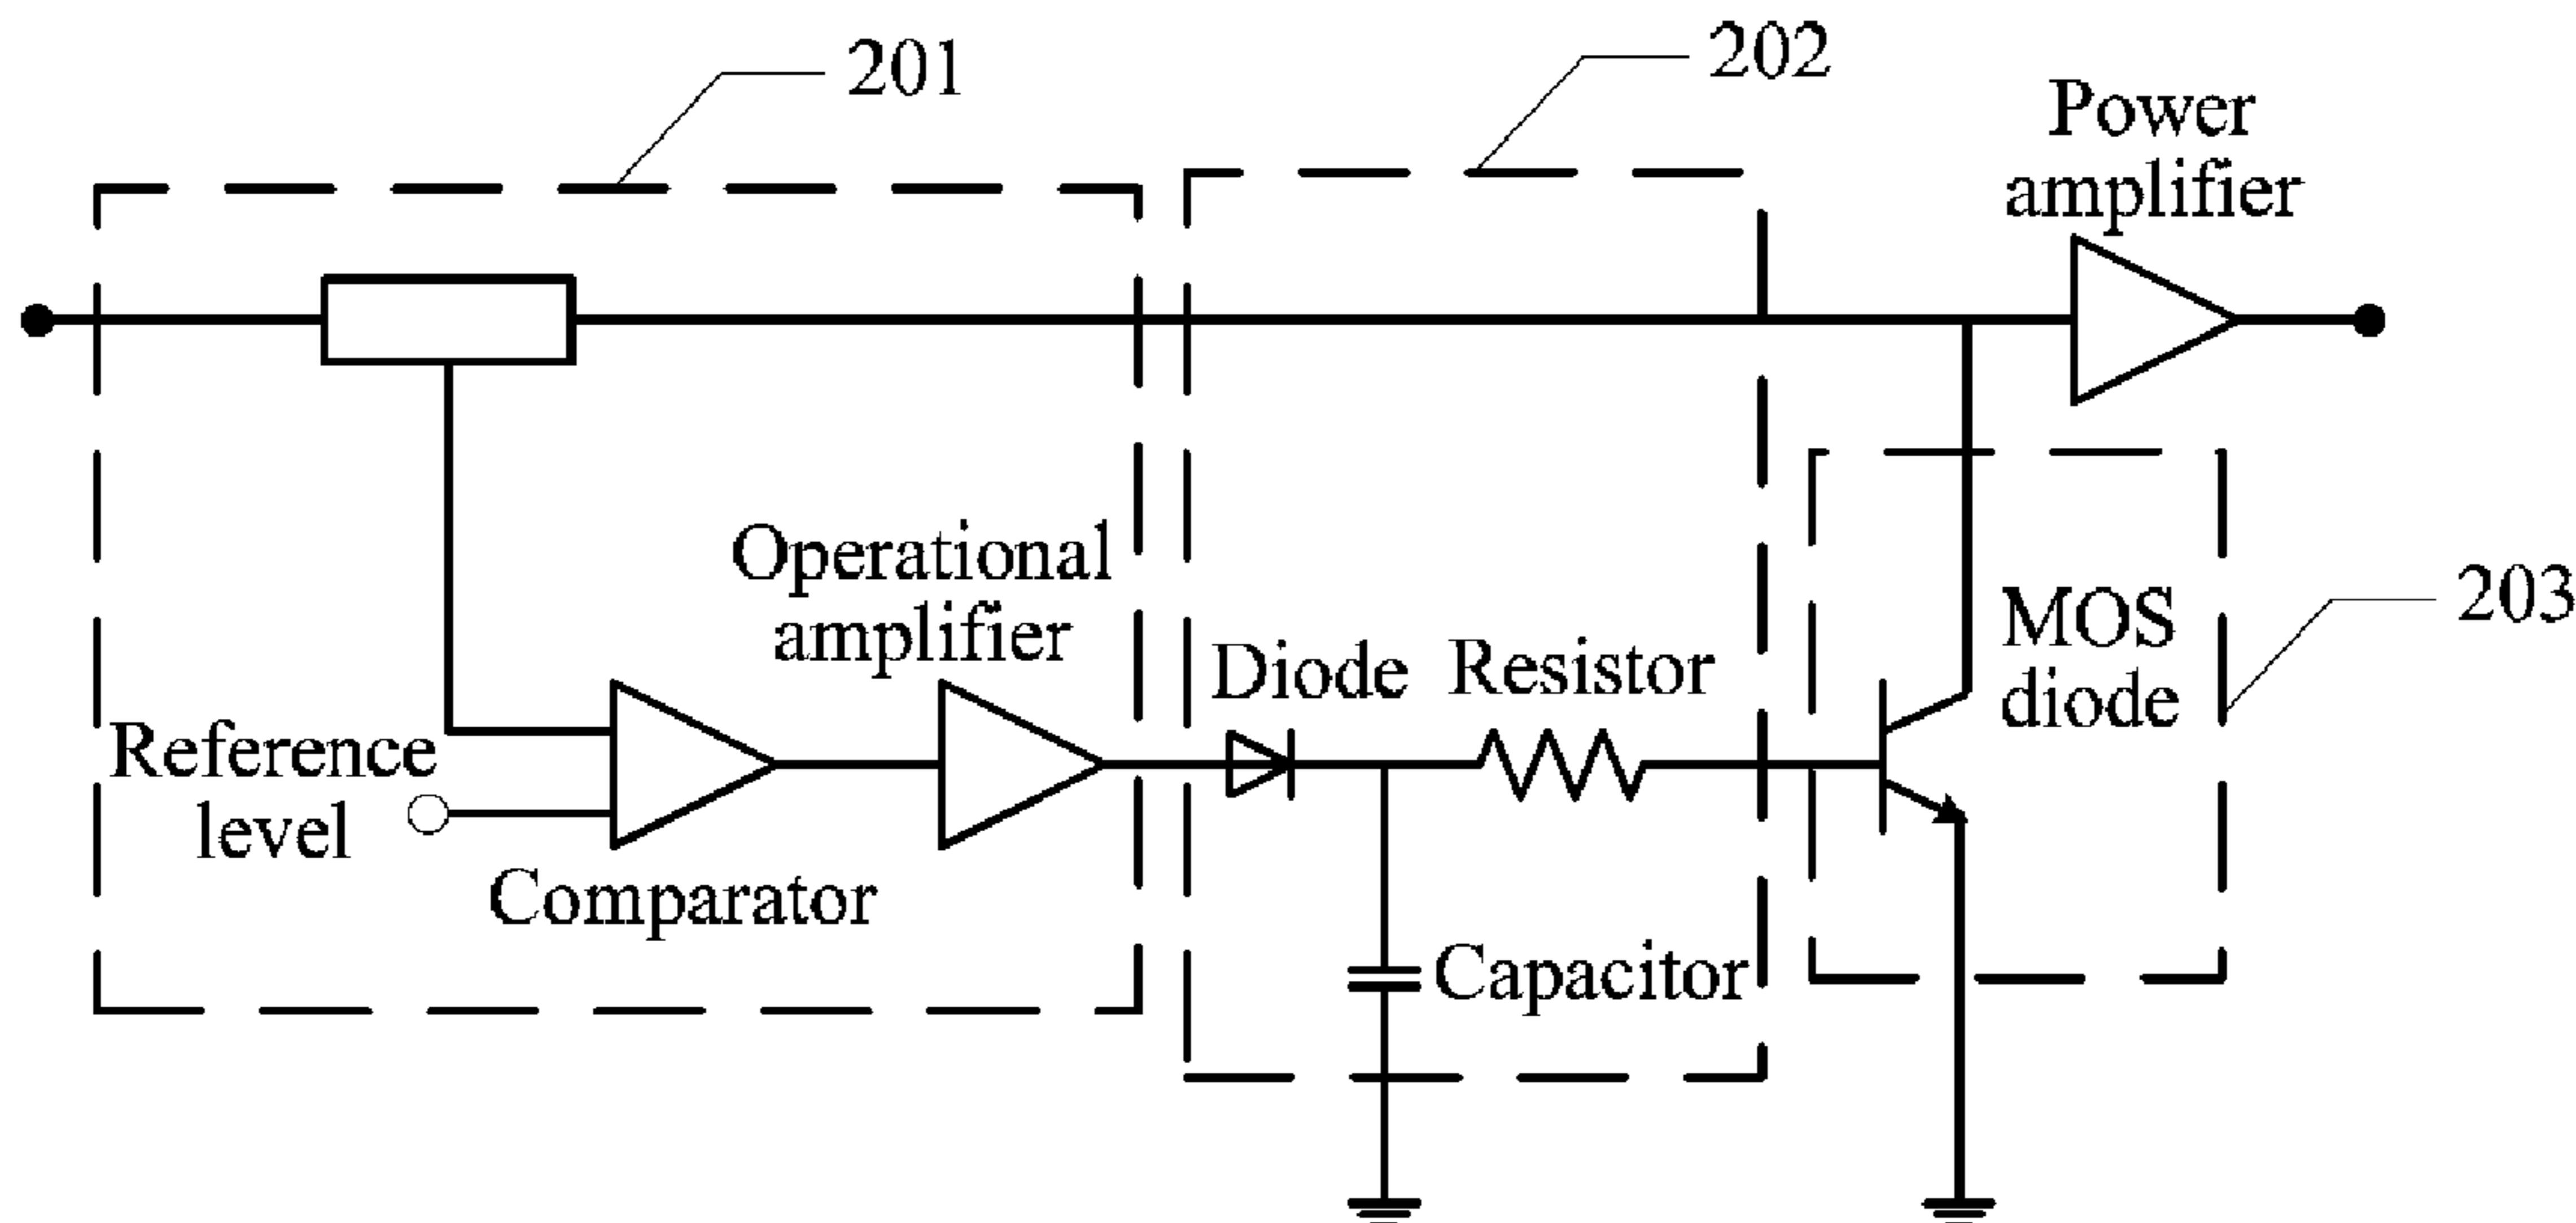 201
202
Power
amplifier
Operational
amplifier
203
MOS
diode
Diode
Resistor
Reference
level
Comparator
Capacitor